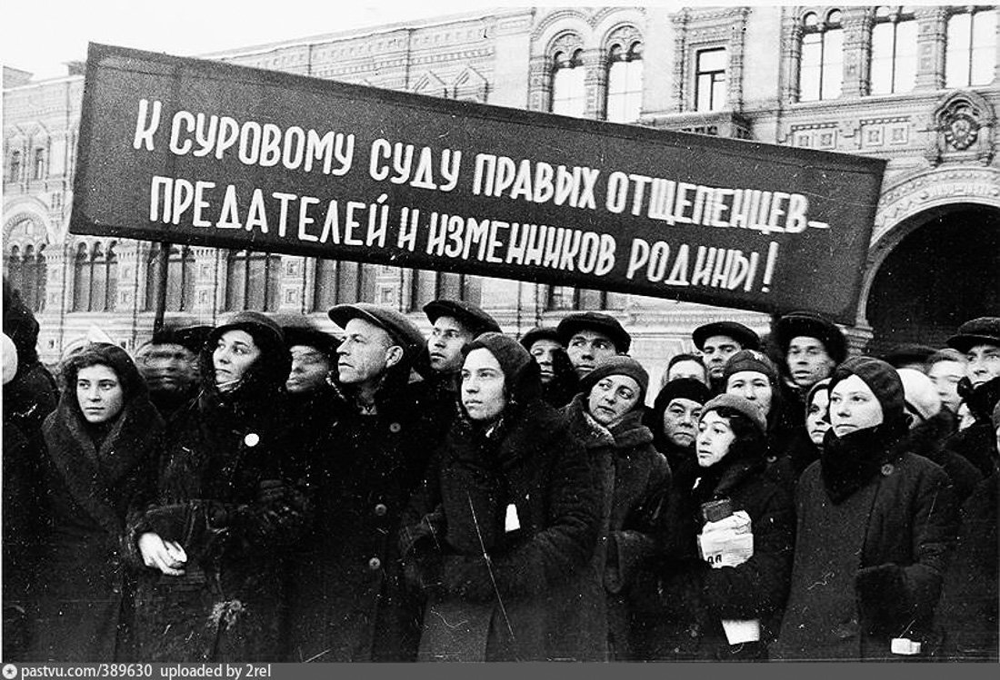 К СУРОВОМУ СУДУ ПРАВЫХ ОТЩЕПЕНЦЕВ–
ПРЕДАТЕЛЕЙ И ИЗМЕННИКОВ РОДИНЫ!
pastvu.com/389630 uploaded by 2rel